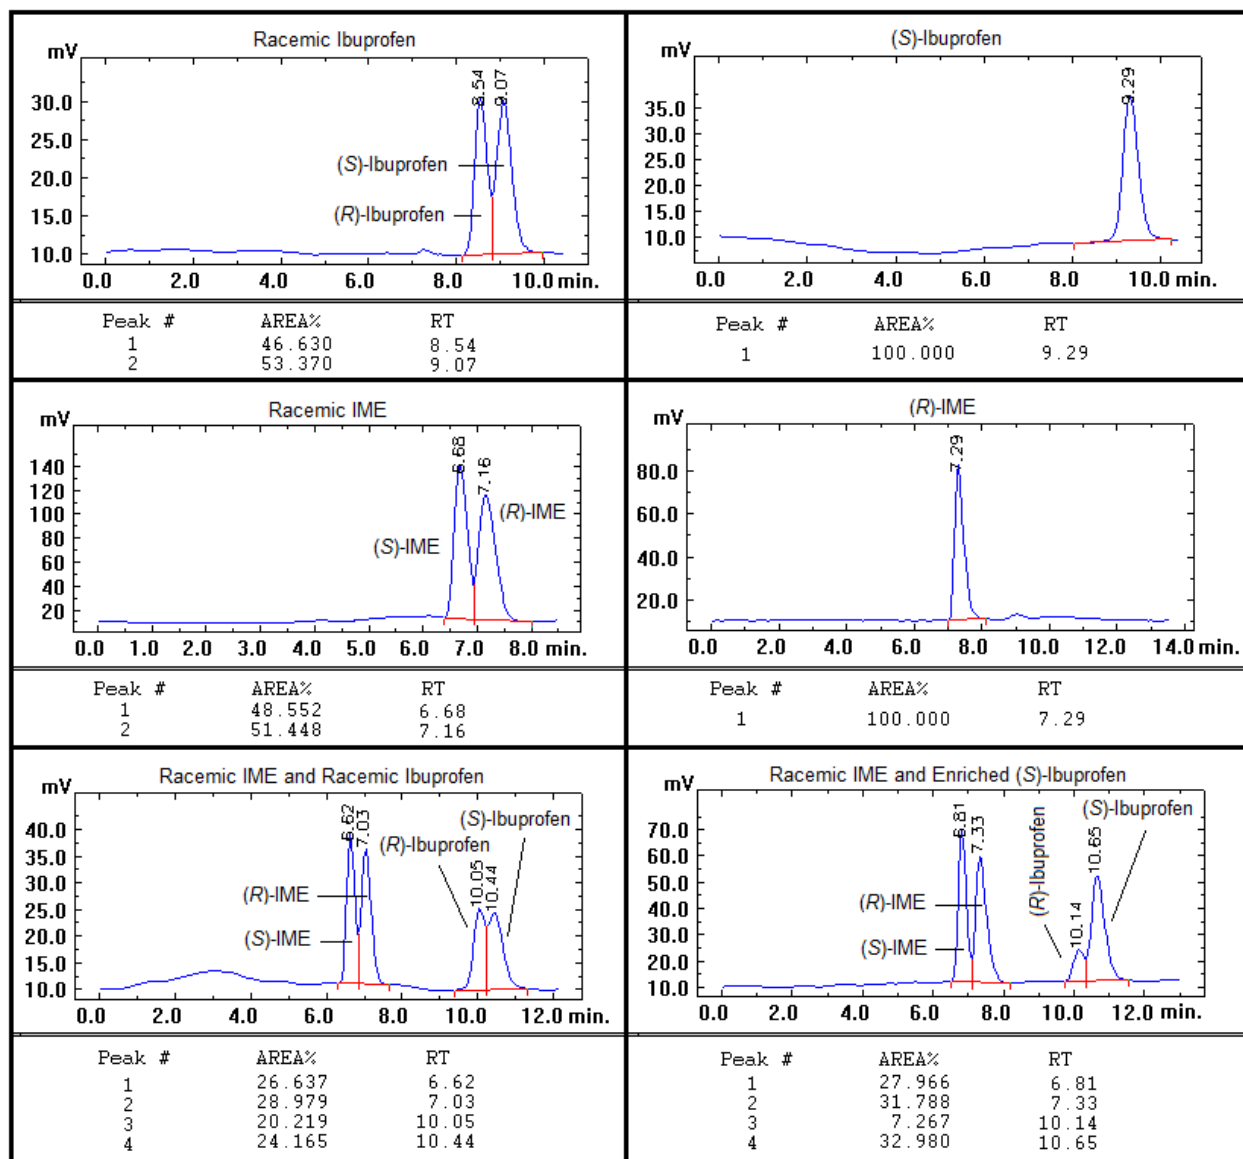 Racemic Ibuprofen
mV
30.0
25.0
20.0
15.0
10.0
8.54
9.07
(S)-Ibuprofen
(R)-Ibuprofen
0.0 2.0 4.0 6.0 8.0 10.0 min.
Peak # AREA% RT
1 46.630 8.54
2 53.370 9.07
(S)-Ibuprofen
mV
35.0
30.0
25.0
20.0
15.0
10.0
9.29
0.0 2.0 4.0 6.0 8.0 10.0 min.
Peak # AREA% RT
1 100.000 9.29
Racemic IME
mV
140
120
100
80
60
40
20
6.68
7.16
(R)-IME
(S)-IME
0.0 1.0 2.0 3.0 4.0 5.0 6.0 7.0 8.0 min.
Peak # AREA% RT
1 48.552 6.68
2 51.448 7.16
(R)-IME
mV
80.0
60.0
40.0
20.0
7.29
0.0 2.0 4.0 6.0 8.0 10.0 12.0 14.0 min.
Peak # AREA% RT
1 100.000 7.29
Racemic IME and Racemic Ibuprofen
mV
40.0
35.0
30.0
25.0
20.0
15.0
10.0
6.62
7.03
10.05
10.44
(S)-Ibuprofen
(R)-Ibuprofen
(R)-IME
(S)-IME
0.0 2.0 4.0 6.0 8.0 10.0 12.0 min.
Peak # AREA% RT
1 26.637 6.62
2 28.979 7.03
3 20.219 10.05
4 24.165 10.44
Racemic IME and Enriched (S)-Ibuprofen
mV
70.0
60.0
50.0
40.0
30.0
20.0
10.0
6.81
7.33
10.14
10.65
(S)-Ibuprofen
(R)-Ibuprofen
(R)-IME
(S)-IME
0.0 2.0 4.0 6.0 8.0 10.0 12.0 min.
Peak # AREA% RT
1 27.966 6.81
2 31.788 7.33
3 7.267 10.14
4 32.980 10.65